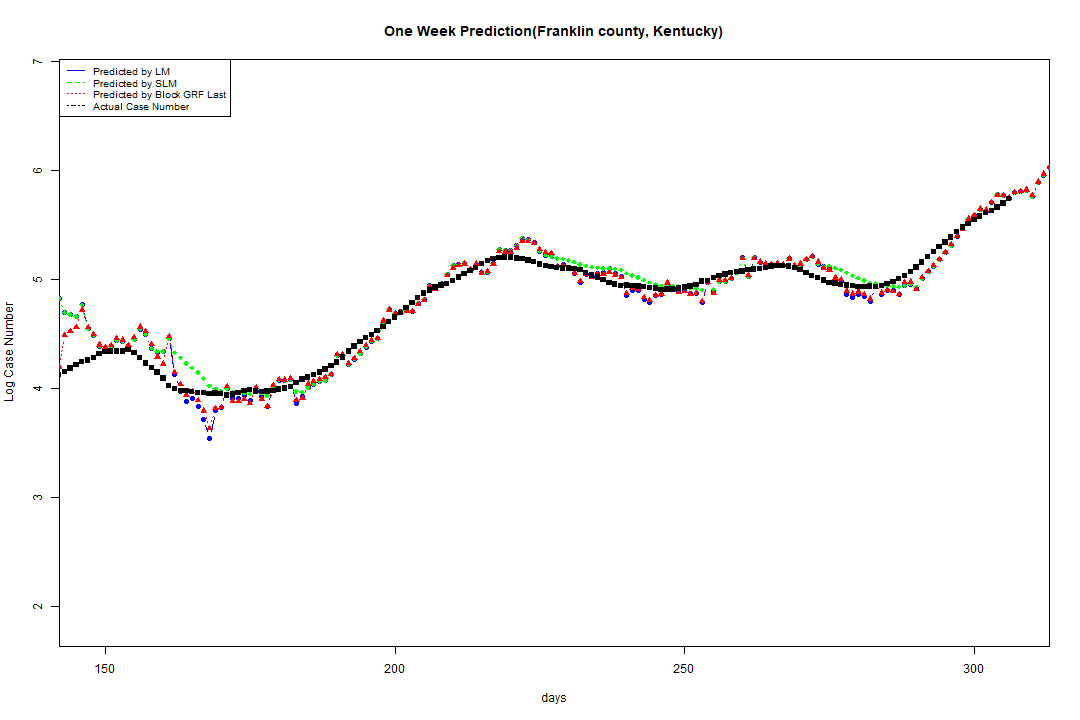 One Week Prediction(Franklin county, Kentucky)
Predicted by LM
Predicted by SLM
Predicted by Block GRF Last
Actual Case Number
7
6
5
4
3
2
Log Case Number
150 200 250 300
days